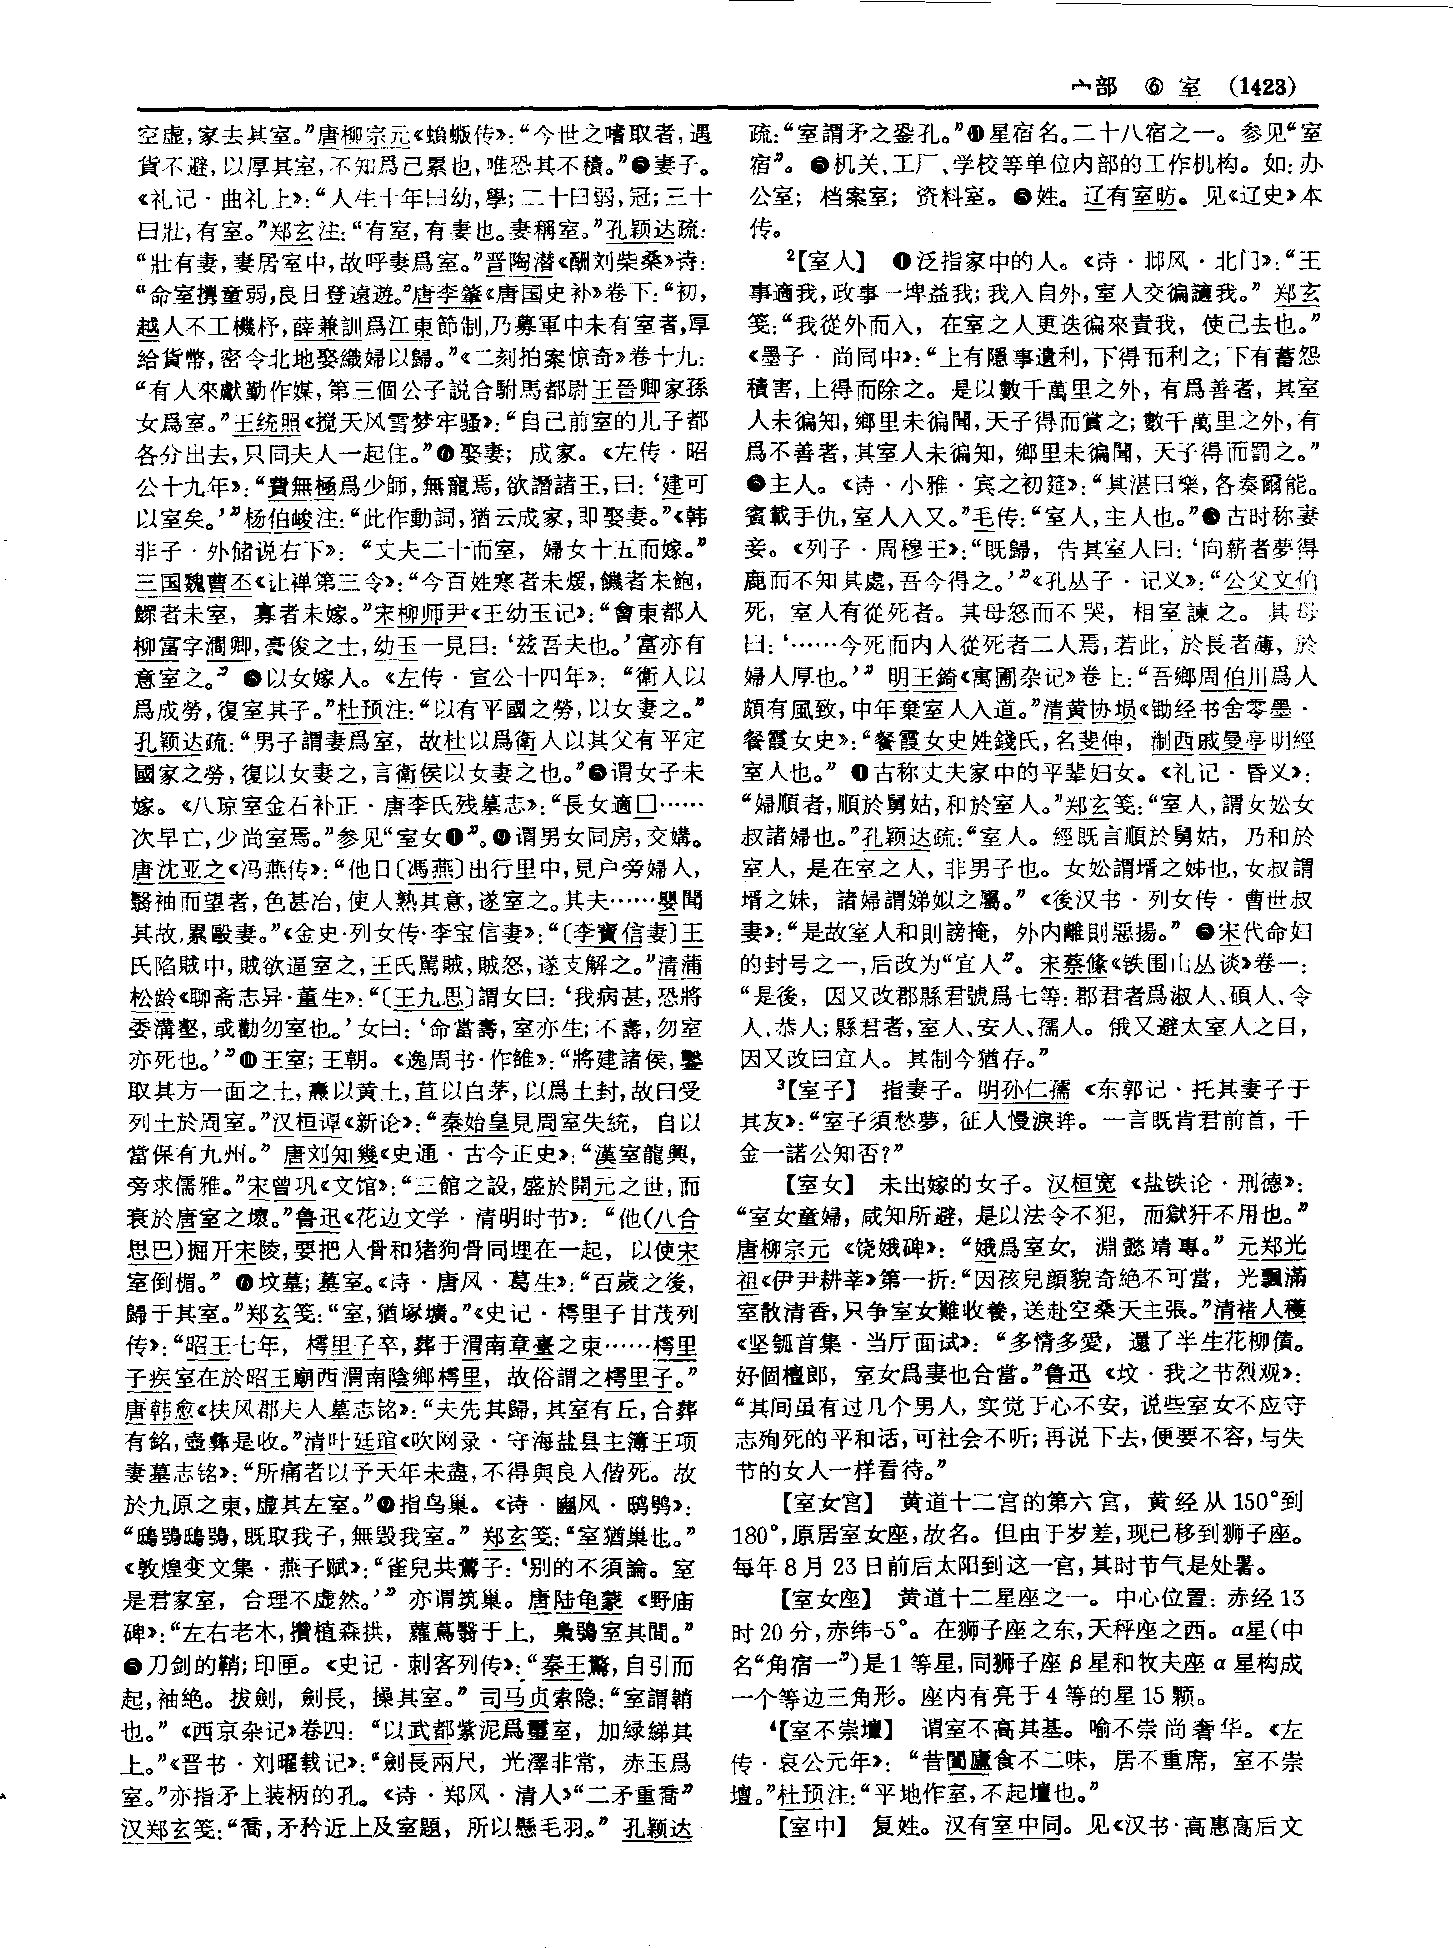 宀部 ⑥ 室 (1423)
空虚,家去其室。”唐柳宗元《蝜蝂传》:“今世之嗜取者,遇
貨不避,以厚其室,不知爲己累也,唯恐其不積。”❺妻子。
《礼记·曲礼上》:“人生十年曰幼,學;二十曰弱,冠;三十
曰壯,有室。”郑玄注:“有室,有妻也。妻稱室。”孔颖达疏:
“壯有妻,妻居室中,故呼妻爲室。”晋陶潜《酬刘柴桑》诗:
“命室携童弱,良日登遠遊。”唐李肇《唐国史补》卷下:“初,
越人不工機杼,薛兼訓爲江東節制,乃募軍中未有室者,厚
给貨幣,密令北地娶織婦以歸。”《二刻拍案惊奇》卷十九:
“有人來獻勤作媒,第三個公子説合駙馬都尉王晉卿家孫
女爲室。”王统照《搅天风雪梦牢骚》:“自己前室的儿子都
各分出去,只同夫人一起住。”❻娶妻;成家。《左传·昭
公十九年》:“費無極爲少師,無寵焉,欲譖諸王,曰:‘建可
以室矣。’”杨伯峻注:“此作動詞,猶云成家,即娶妻。”《韩
非子·外储说右下》:“丈夫二十而室,婦女十五而嫁。”
三国魏曹丕《让禅第三令》:“今百姓寒者未煖,饑者未飽,
鰥者未室,寡者未嫁。”宋柳师尹《王幼玉记》:“會東都人
柳富字潤卿,豪俊之士,幼玉一見曰:‘兹吾夫也。’富亦有
意室之。” ❼以女嫁人。《左传·宣公十四年》:“衛人以
爲成勞,復室其子。”杜预注:“以有平國之勞,以女妻之。”
孔颖达疏:“男子謂妻爲室,故杜以爲衛人以其父有平定
國家之勞,復以女妻之,言衛侯以女妻之也。”❽谓女子未
嫁。《八琼室金石补正·唐李氏残墓志》:“長女適囗……
次早亡,少尚室焉。”参见“室女❶”。❾谓男女同房,交媾。
唐沈亚之《冯燕传》:“他日〔馮燕〕出行里中,見户旁婦人,
翳袖而望者,色甚冶,使人熟其意,遂室之。其夫……嬰聞
其故,累毆妻。”《金史·列女传·李宝信妻》:“〔李寶信妻〕王
氏陷賊中,賊欲逼室之,王氏駡賊,賊怒,遂支解之。”清蒲
松龄《聊斋志异·董生》:“〔王九思〕謂女曰:‘我病甚,恐將
委溝壑,或勸勿室也。’女曰:‘命當壽,室亦生;不壽,勿室
亦死也。’”❿王室;王朝。《逸周书·作雒》:“將建諸侯,鑿
取其方一面之土,燾以黄土,苴以白茅,以爲土封,故曰受
列土於周室。”汉桓谭《新论》:“秦始皇見周室失統,自以
當保有九州。” 唐刘知幾《史通·古今正史》:“漢室龍興,
旁求儒雅。”宋曾巩《文馆》:“三館之設,盛於開元之世,而
衰於唐室之壞。”鲁迅《花边文学·清明时节》:“他(八合
思巴)掘开宋陵,要把人骨和猪狗骨同埋在一起,以使宋
室倒楣。” ⓫坟墓;墓室。《诗·唐风·葛生》:“百歲之後,
歸于其室。”郑玄笺:“室,猶塚壙。”《史记·樗里子甘茂列
传》:“昭王七年,樗里子卒,葬于渭南章臺之東……樗里
子疾室在於昭王廟西渭南陰鄉樗里,故俗謂之樗里子。”
唐韩愈《扶风郡夫人墓志铭》:“夫先其歸,其室有丘,合葬
有銘,壼彝是收。”清叶廷琯《吹网录·守海盐县主簿王项
妻墓志铭》:“所痛者以予天年未盡,不得與良人偕死。故
於九原之東,虚其左室。”⓬指鸟巢。《诗·豳风·鸱鸮》:
“鴟鴞鴟鴞,既取我子,無毁我室。” 郑玄笺:“室猶巢也。”
《敦煌变文集·燕子赋》:“雀兒共鷰子:‘别的不須論。室
是君家室,合理不虚然。’” 亦谓筑巢。唐陆龟蒙《野庙
碑》:“左右老木,攢植森拱,蘿蔦翳于上,梟鴞室其間。”
⓭刀剑的鞘;印匣。《史记·刺客列传》:“秦王驚,自引而
起,袖绝。拔劍,劍長,操其室。” 司马贞索隐:“室謂鞘
也。”《西京杂记》卷四:“以武都紫泥爲璽室,加緑綈其
上。”《晋书·刘曜载记》:“劍長兩尺,光澤非常,赤玉爲
室。”亦指矛上装柄的孔。《诗·郑风·清人》“二矛重喬”
汉郑玄笺:“喬,矛矜近上及室題,所以懸毛羽。” 孔颖达
疏:“室謂矛之銎孔。”⓮星宿名。二十八宿之一。参见“室
宿”。⓯机关、工厂、学校等单位内部的工作机构。如:办
公室;档案室;资料室。⓰姓。辽有室昉。见《辽史》本
传。
²【室人】 ❶泛指家中的人。《诗·邶风·北门》:“王
事適我,政事一埤益我;我入自外,室人交徧讁我。” 郑玄
笺:“我從外而入,在室之人更迭徧來責我,使己去也。”
《墨子·尚同中》:“上有隱事遺利,下得而利之;下有蓄怨
積害,上得而除之。是以數千萬里之外,有爲善者,其室
人未徧知,鄉里未徧聞,天子得而賞之;數千萬里之外,有
爲不善者,其室人未徧知,鄉里未徧聞,天子得而罰之。”
❷主人。《诗·小雅·宾之初筵》:“其湛曰樂,各奏爾能。
賓載手仇,室人入又。”毛传:“室人,主人也。”❸古时称妻
妾。《列子·周穆王》:“既歸,告其室人曰:‘向薪者夢得
鹿而不知其處,吾今得之。’”《孔丛子·记义》:“公父文伯
死,室人有從死者。其母怒而不哭,相室諫之。其母
曰:‘……今死而内人從死者二人焉,若此,於長者薄,於
婦人厚也。’” 明王锜《寓圃杂记》卷上:“吾鄉周伯川爲人
頗有風致,中年棄室人入道。”清黄协埙《锄经书舍零墨·
餐霞女史》:“餐霞女史姓錢氏,名斐仲,淛西戚曼亭明經
室人也。” ❹古称丈夫家中的平辈妇女。《礼记·昏义》:
“婦順者,順於舅姑,和於室人。”郑玄笺:“室人,謂女妐女
叔諸婦也。”孔颖达疏:“室人。經既言順於舅姑,乃和於
室人,是在室之人,非男子也。女妐謂壻之姊也,女叔謂
壻之妹,諸婦謂娣姒之屬。”《後汉书·列女传·曹世叔
妻》:“是故室人和則謗掩,外内離則惡揚。” ❺宋代命妇
的封号之一,后改为“宜人”。宋蔡絛《铁围山丛谈》卷一:
“是後,因又改郡縣君號爲七等:郡君者爲淑人、碩人、令
人、恭人;縣君者,室人、安人、孺人。俄又避太室人之目,
因又改曰宜人。其制今猶存。”
³【室子】 指妻子。明孙仁孺《东郭记·托其妻子于
其友》:“室子須愁夢,征人慢淚眸。一言既肯君前首,千
金一諾公知否?”
【室女】 未出嫁的女子。汉桓宽《盐铁论·刑德》:
“室女童婦,咸知所避,是以法令不犯,而獄犴不用也。”
唐柳宗元《饶娥碑》:“娥爲室女,淵懿靖專。” 元郑光
祖《伊尹耕莘》第一折:“因孩兒顔貌奇絶不可當,光飄滿
室散清香,只争室女難收養,送赴空桑天主張。”清褚人穫
《坚瓠首集·当厅面试》:“多情多愛,還了半生花柳債。
好個檀郎,室女爲妻也合當。”鲁迅《坟·我之节烈观》:
“其间虽有过几个男人,实觉于心不安,说些室女不应守
志殉死的平和话,可社会不听;再说下去,便要不容,与失
节的女人一样看待。”
【室女宫】 黄道十二宫的第六宫,黄经从150°到
180°,原居室女座,故名。但由于岁差,现已移到狮子座。
每年8月23日前后太阳到这一宫,其时节气是处暑。
【室女座】 黄道十二星座之一。中心位置:赤经13
时20分,赤纬-5°。在狮子座之东,天秤座之西。α星(中
名“角宿一”)是1等星,同狮子座β星和牧夫座α星构成
一个等边三角形。座内有亮于4等的星15颗。
⁴【室不崇壇】 谓室不高其基。喻不崇尚奢华。《左
传·哀公元年》:“昔闔廬食不二味,居不重席,室不崇
壇。”杜预注:“平地作室,不起壇也。”
【室中】 复姓。汉有室中同。见《汉书·高惠高后文